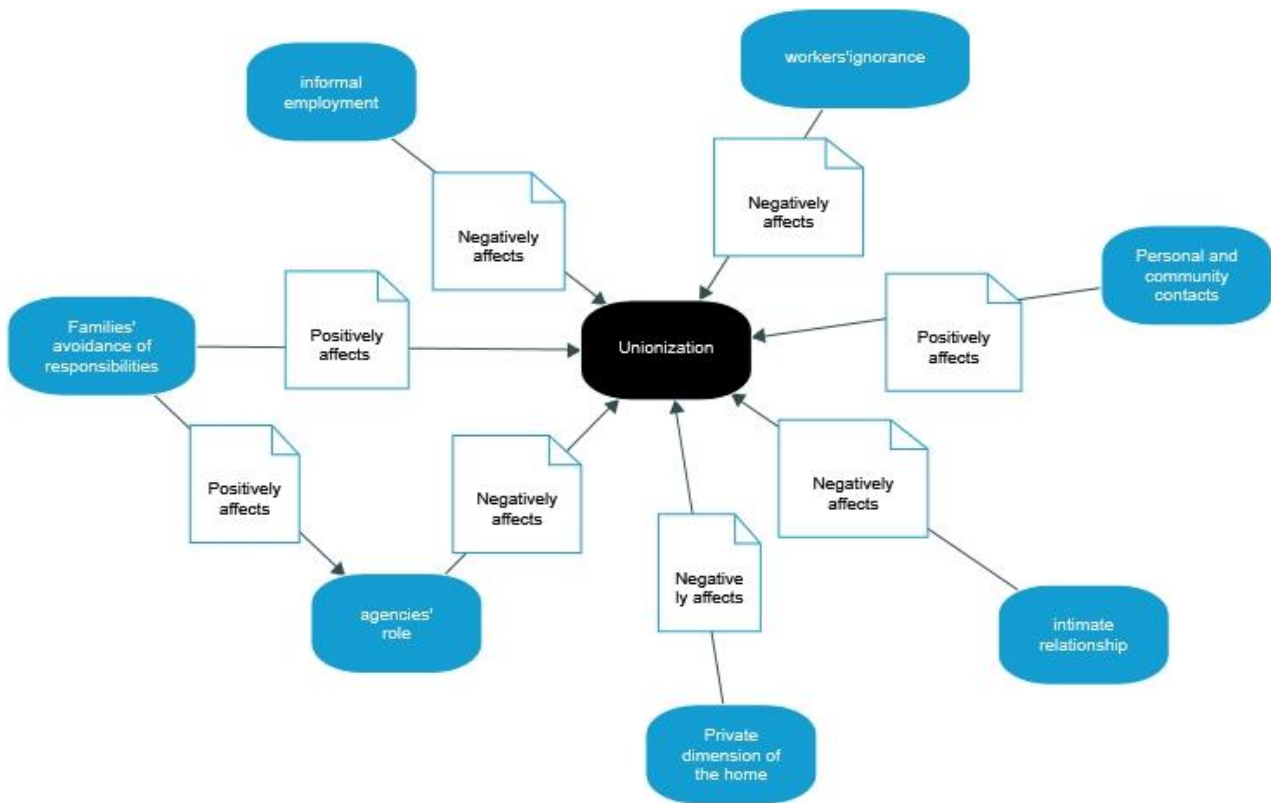 workers'ignorance
informal
employment
Negatively
affects
Negatively
affects
Personal and
community
contacts
Families'
avoidance of
responsibilities
Positively
affects
Unionization
Positively
affects
Positively
affects
Negatively
affects
Negatively
affects
Negative
ly affects
agencies'
role
intimate
relationship
Private
dimension of
the home